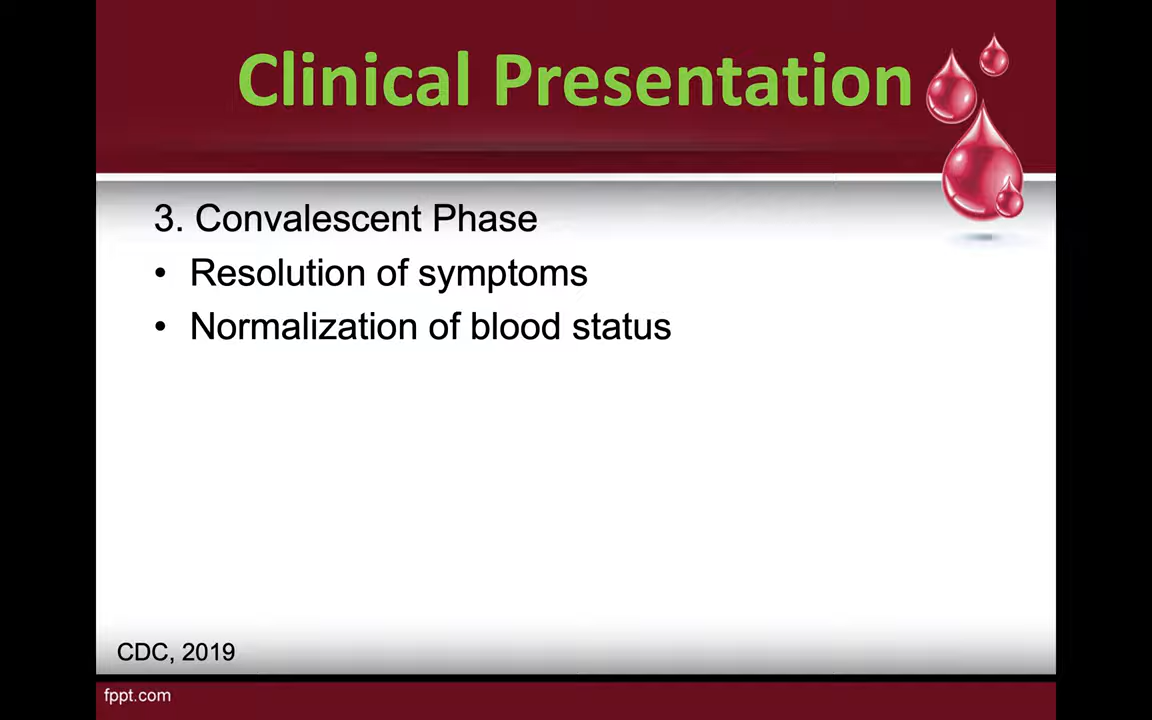 Clinical Presentation
3. Convalescent Phase
• Resolution of symptoms
• Normalization of blood status
CDC, 2019
fppt.com